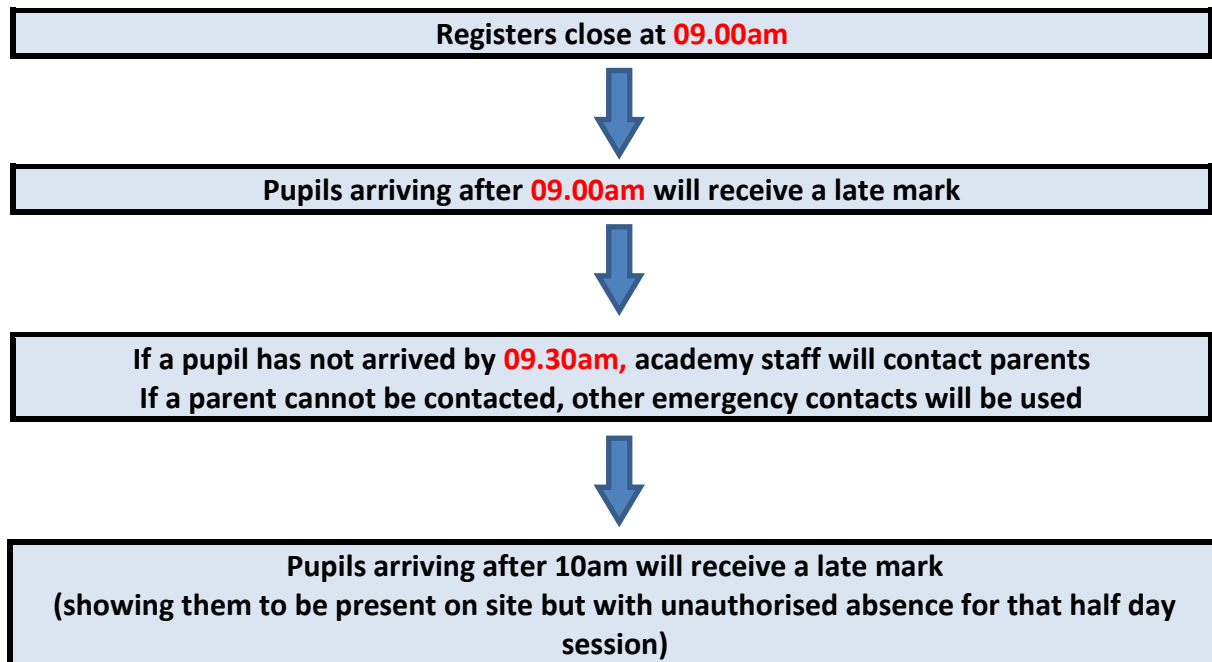 Registers close at 09.00am
Pupils arriving after 09.00am will receive a late mark
If a pupil has not arrived by 09.30am, academy staff will contact parents
If a parent cannot be contacted, other emergency contacts will be used
Pupils arriving after 10am will receive a late mark
(showing them to be present on site but with unauthorised absence for that half day
session)